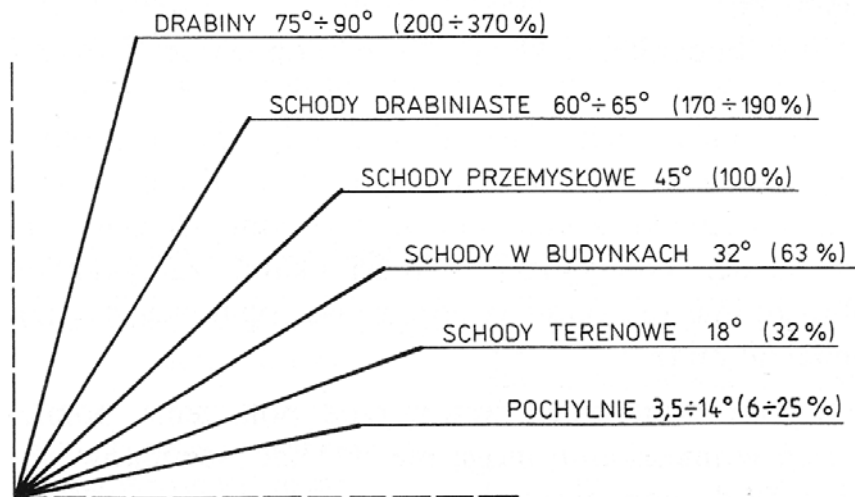 DRABINY 75°÷90° (200÷370%)
SCHODY DRABINIASTE 60°÷65° (170÷190%)
SCHODY PRZEMYSŁOWE 45° (100%)
SCHODY W BUDYNKACH 32° (63%)
SCHODY TERENOWE 18° (32%)
POCHYLNIE 3,5÷14° (6÷25%)